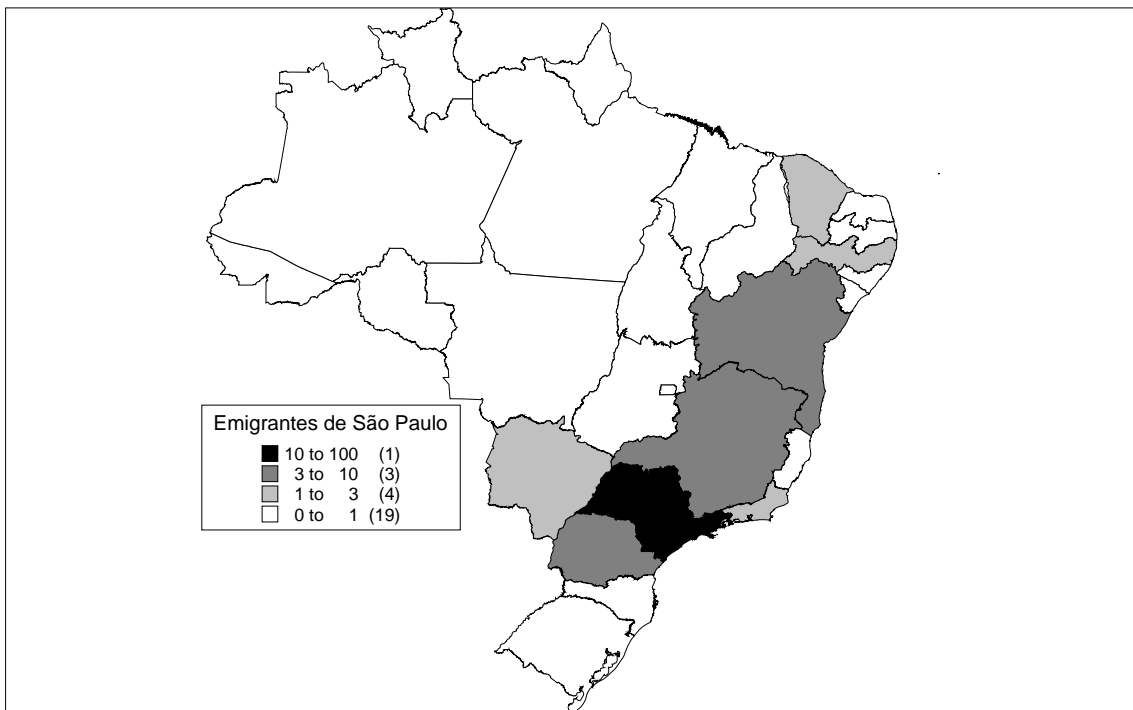 Emigrantes de São Paulo
10 to 100 (1)
3 to 10 (3)
1 to 3 (4)
0 to 1 (19)